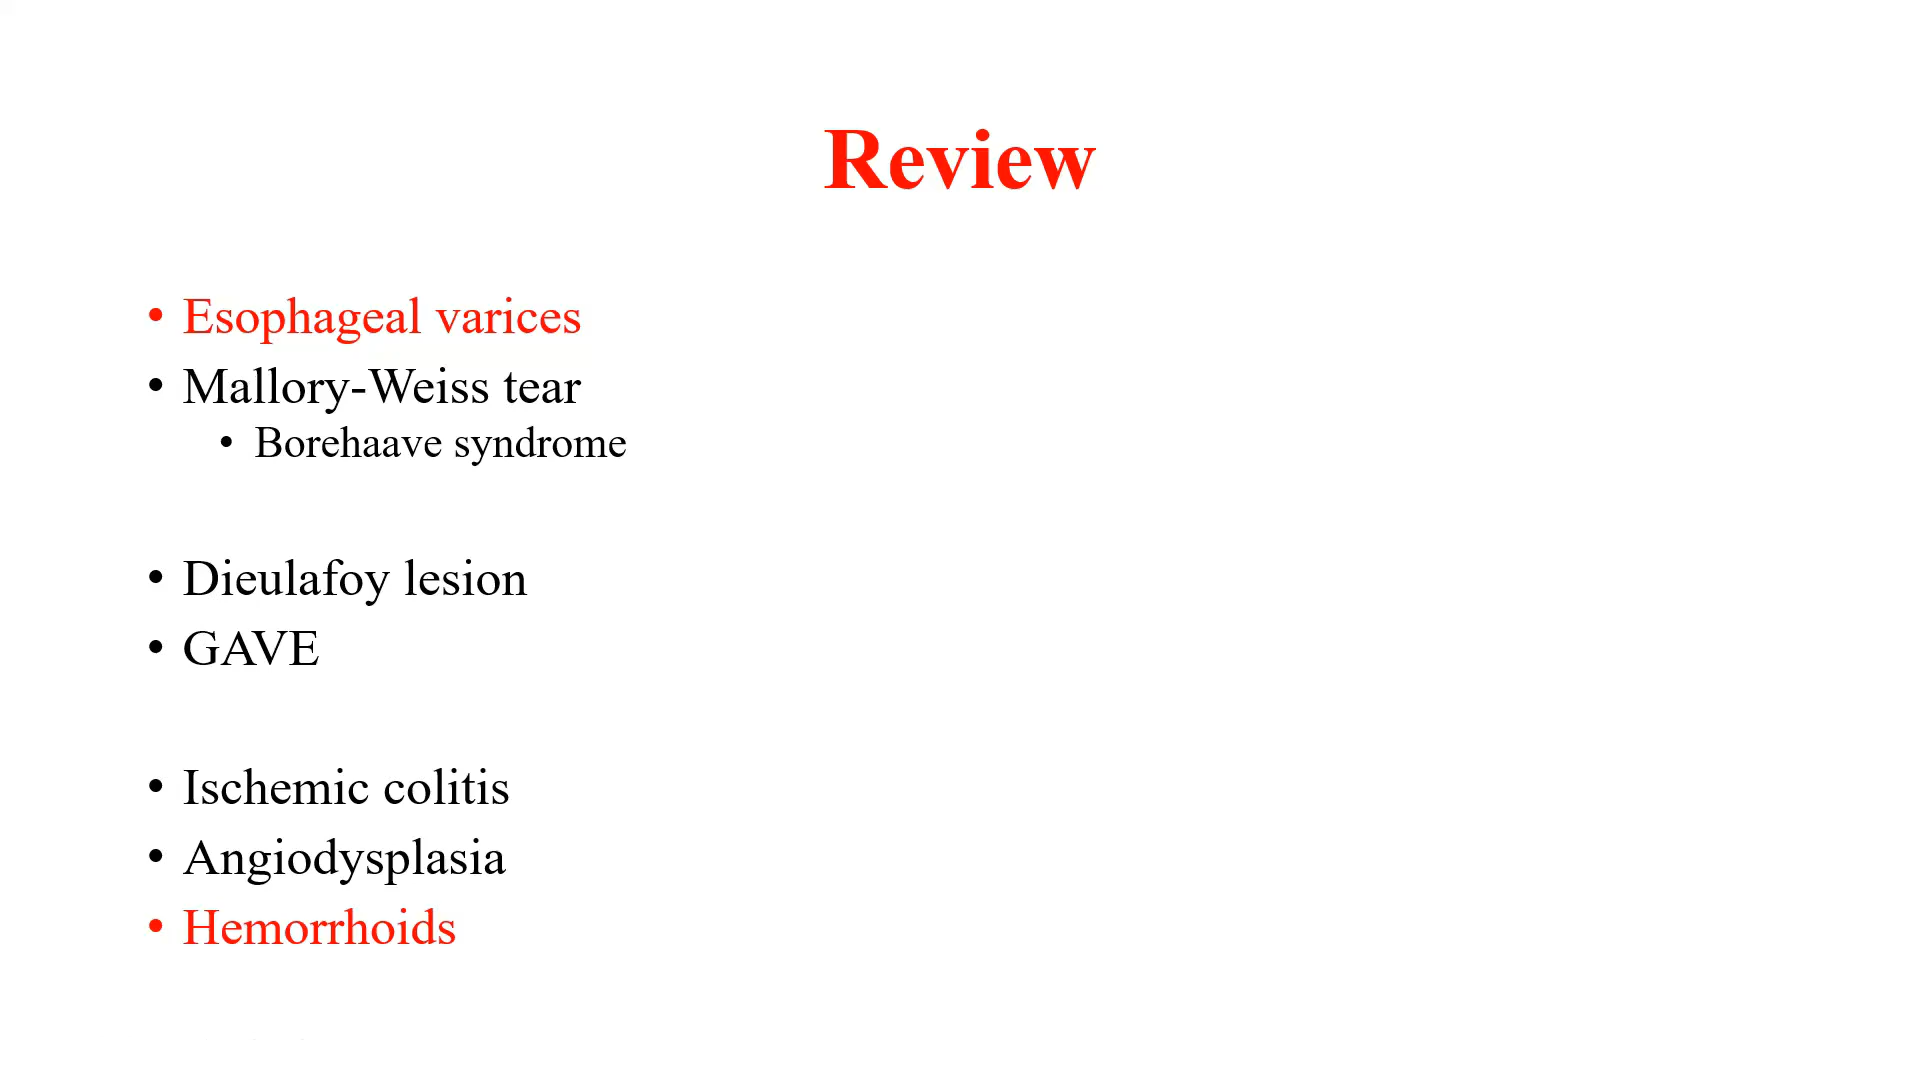 Review
• Esophageal varices
• Mallory-Weiss tear
• Borehaave syndrome
• Dieulafoy lesion
• GAVE
• Ischemic colitis
• Angiodysplasia
• Hemorrhoids